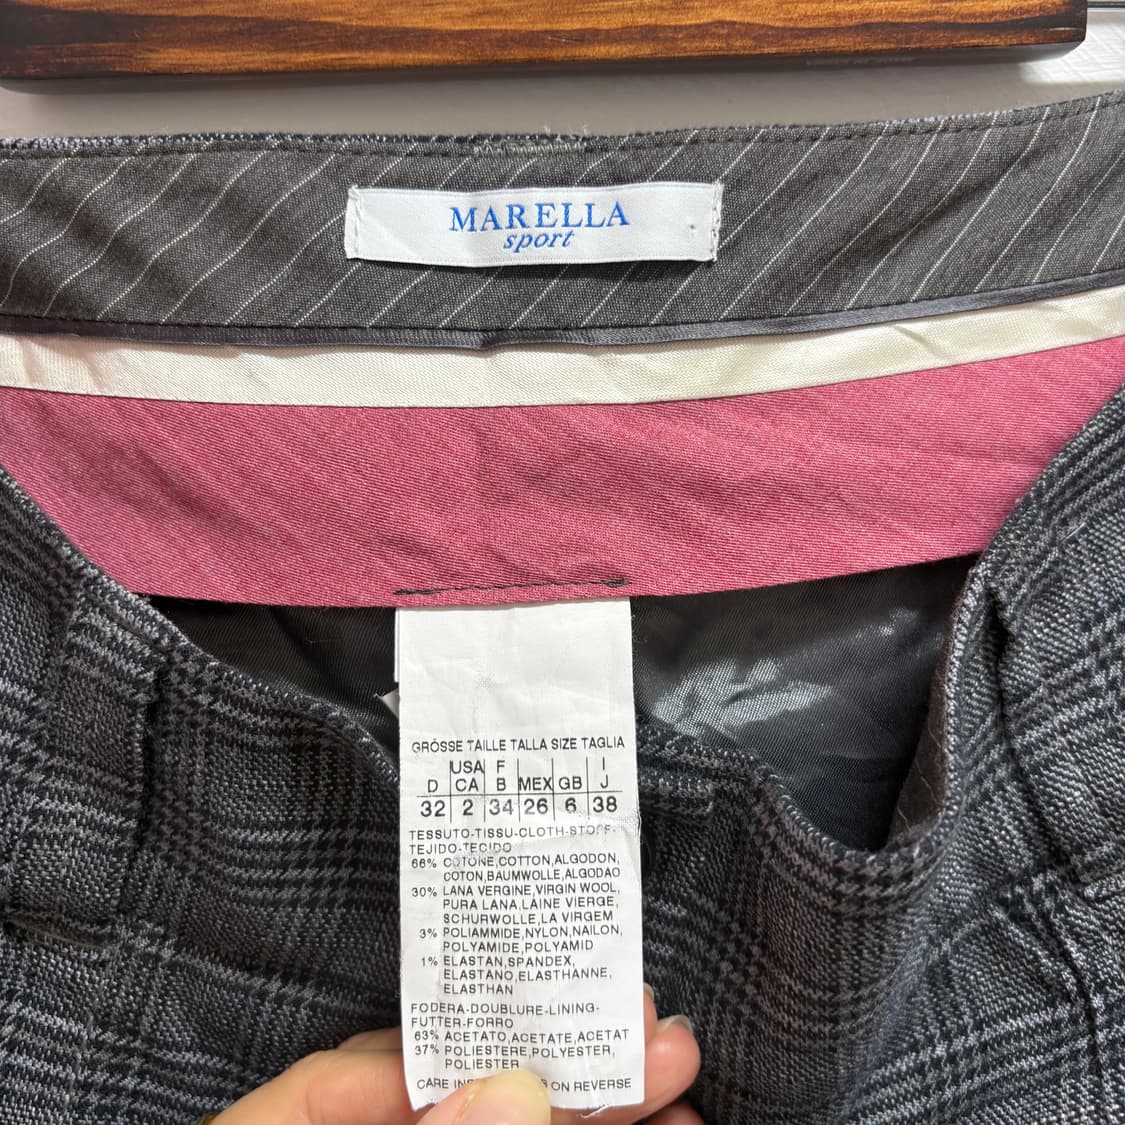 MARELLA
sport
GRÖSSE TAILLE TALLA SIZE TAGLIA
USA F I
D CA B MEX GB J
32 2 34 26 6 38
TESSUTO-TISSU-CLOTH-STOFF-
TEJIDO-TECIDO
66% COTONE,COTTON,ALGODON,
COTON,BAUMWOLLE,ALGODAO
30% LANA VERGINE,VIRGIN WOOL,
PURA LANA,LAINE VIERGE,
SCHURWOLLE,LA VIRGEM
3% POLIAMMIDE,NYLON,NAILON,
POLYAMIDE,POLYAMID
1% ELASTAN,SPANDEX,
ELASTANO,ELASTHANNE,
ELASTHAN
FODERA-DOUBLURE-LINING-
FUTTER-FORRO
63% ACETATO,ACETATE,ACETAT
37% POLIESTERE,POLYESTER,
POLIESTER
CARE ON REVERSE